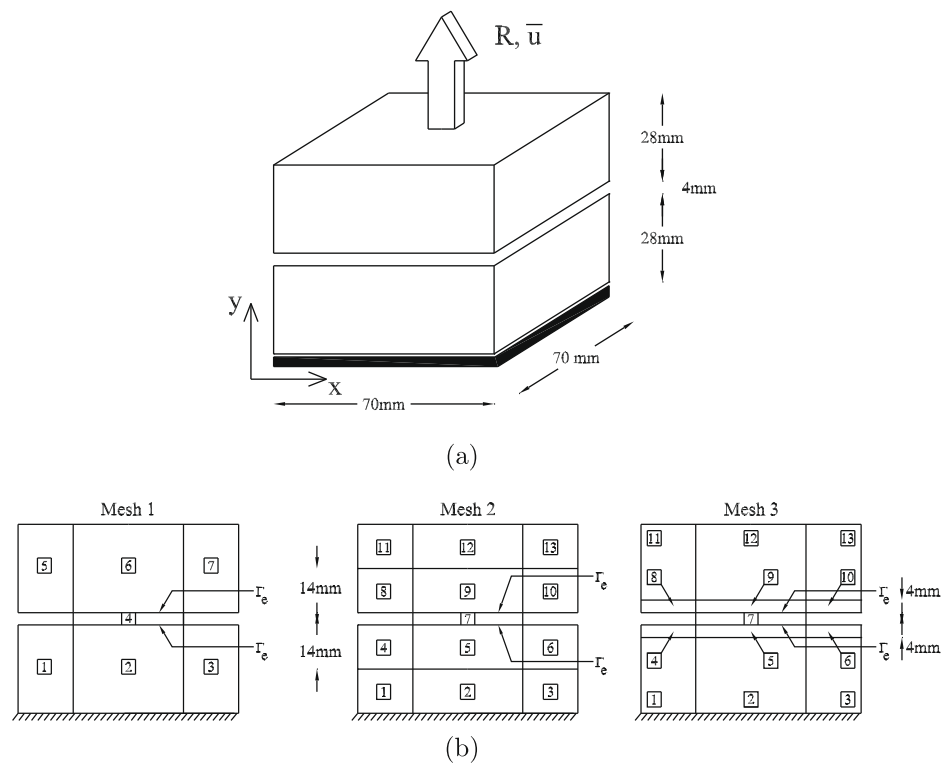 R, u̅
28mm
4mm
28mm
y
x
70 mm
70mm
(a)
Mesh 1
5 6 7
Γe
4
Γe
1 2 3
Mesh 2
11 12 13
14mm
8 9 10
Γe
7
14mm
4 5 6
Γe
1 2 3
Mesh 3
11 12 13
8 9 10
Γe
4mm
7
Γe
4mm
4 5 6
1 2 3
(b)